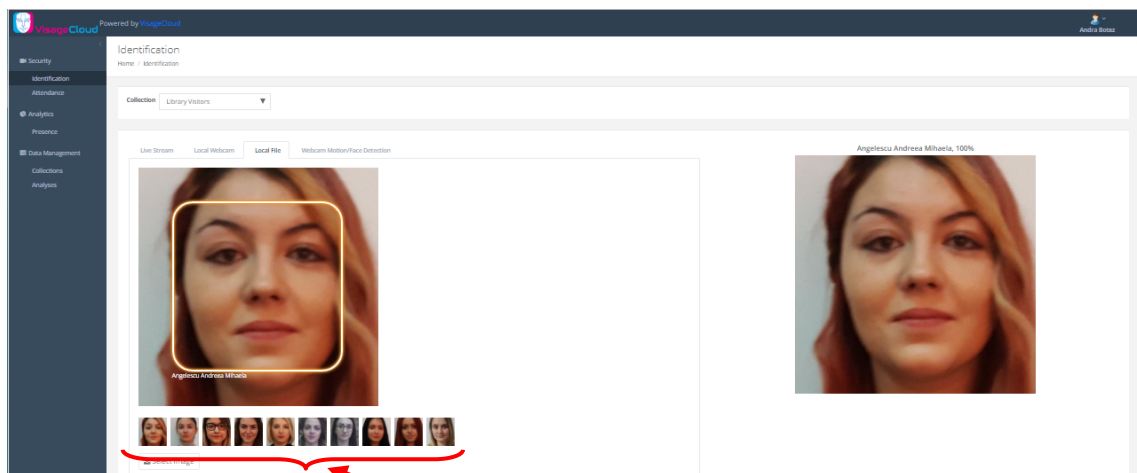 VisageCloud Powered by VisageCloud
Andra Botez
Security
Identification
Attendance
Analytics
Presence
Data Management
Collections
Analyses
Identification
Home / Identification
Collection Library Visitors
Live Stream Local Webcam Local File Webcam Motion/Face Detection
Angelescu Andreea Mihaela
Select Image
Angelescu Andreea Mihaela, 100%